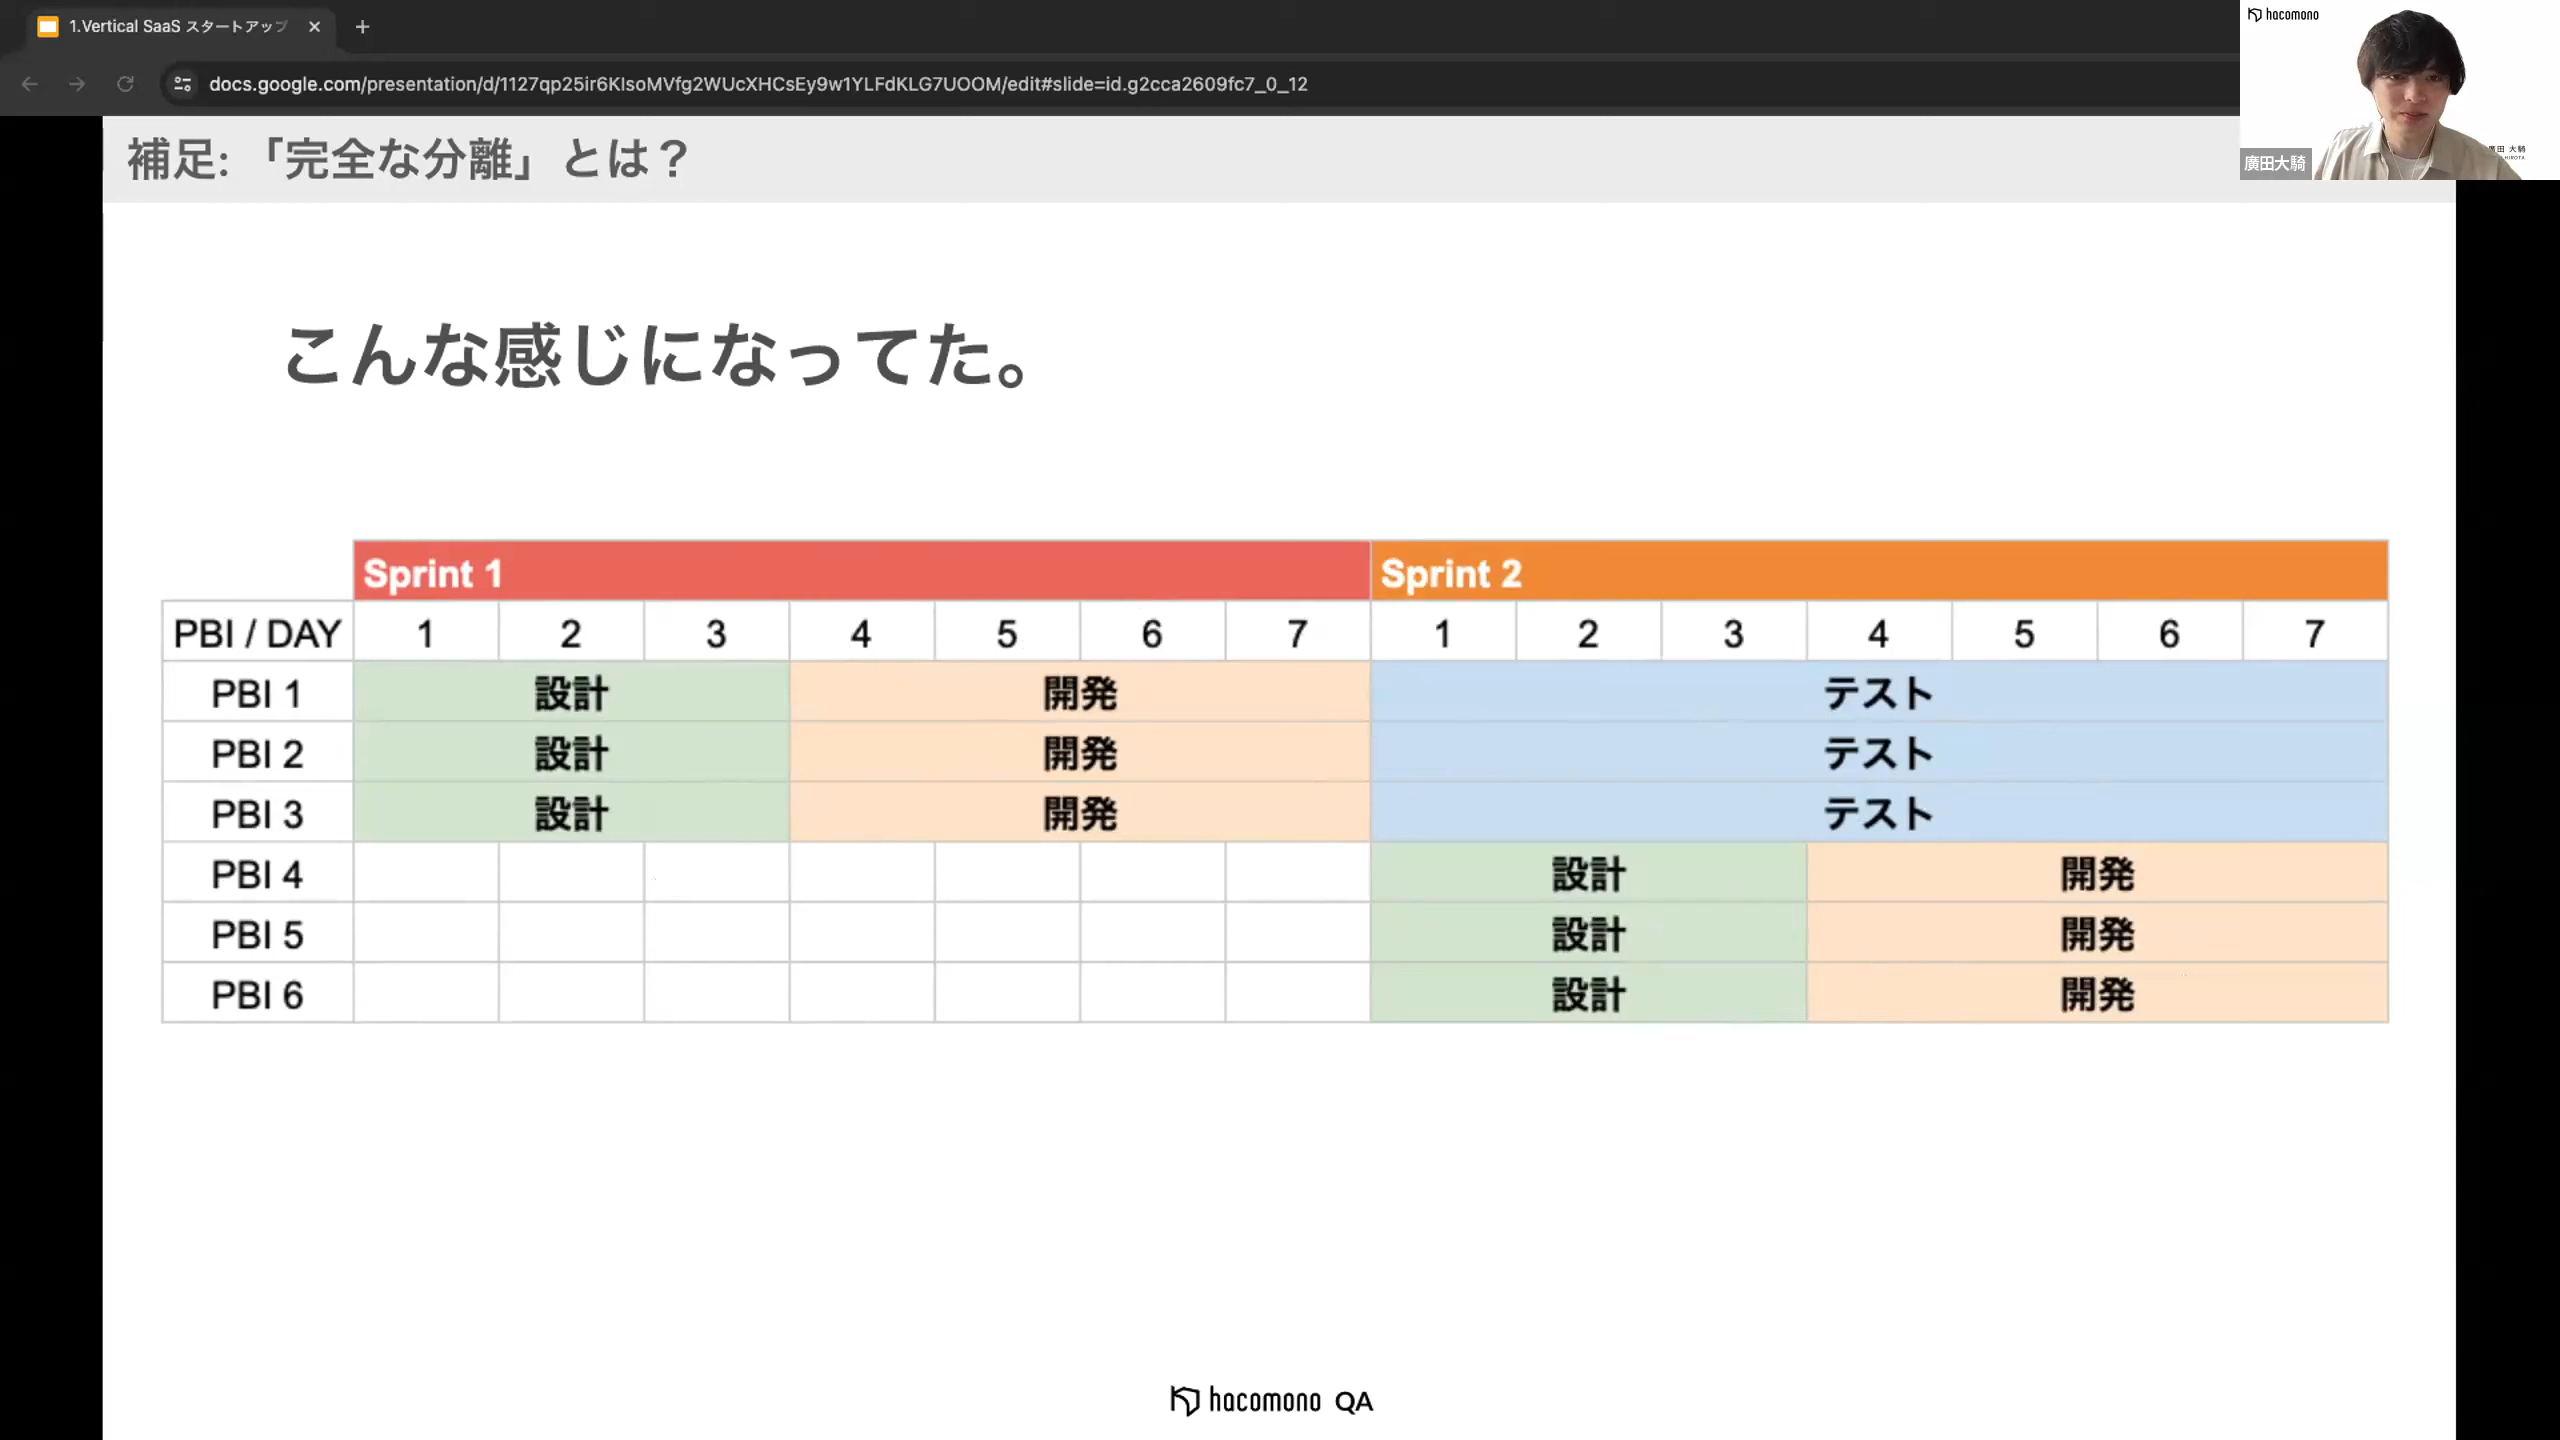 1.Vertical SaaS スタートアップ
docs.google.com/presentation/d/1127qp25ir6KIsoMVfg2WUcXHCsEy9w1YLFdKLG7UOOM/edit#slide=id.g2cca2609fc7_0_12
hacomono
廣田 大騎
廣田大騎
補足: 「完全な分離」とは？
こんな感じになってた。
Sprint 1 Sprint 2
PBI / DAY 1 2 3 4 5 6 7 1 2 3 4 5 6 7
PBI 1 設計 開発 テスト
PBI 2 設計 開発 テスト
PBI 3 設計 開発 テスト
PBI 4 設計 開発
PBI 5 設計 開発
PBI 6 設計 開発
hacomono QA